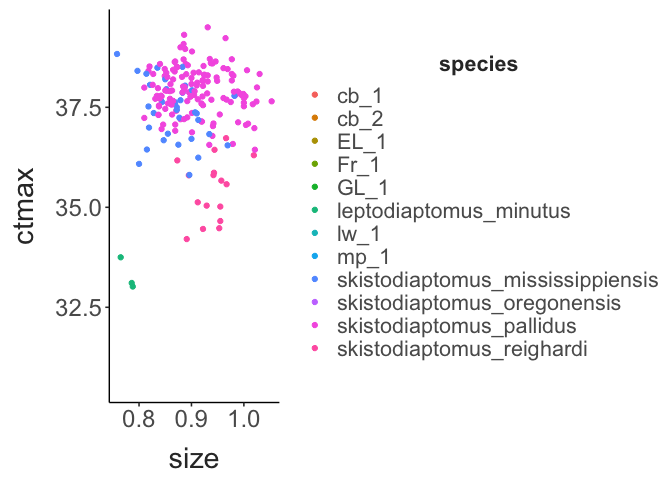 species
cb_1
cb_2
EL_1
Fr_1
GL_1
leptodiaptomus_minutus
lw_1
mp_1
skistodiaptomus_mississippiensis
skistodiaptomus_oregonensis
skistodiaptomus_pallidus
skistodiaptomus_reighardi
ctmax
37.5
35.0
32.5
0.8 0.9 1.0
size